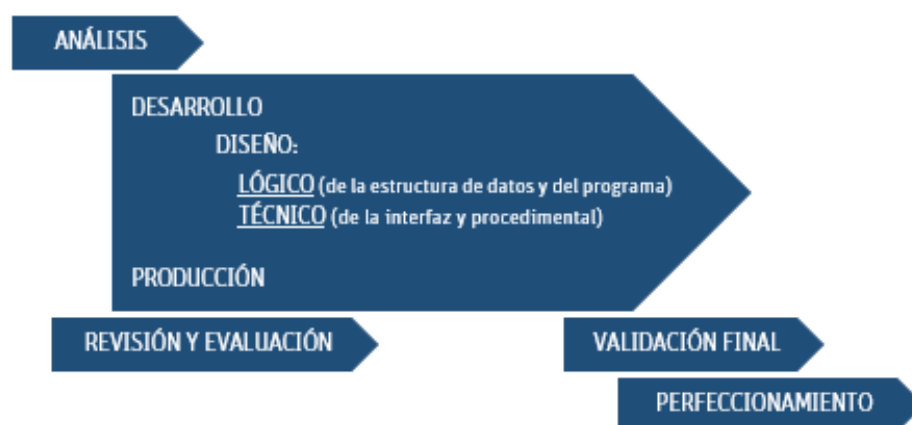 ANÁLISIS
DESARROLLO
DISEÑO:
LÓGICO (de la estructura de datos y del programa)
TÉCNICO (de la interfaz y procedimental)
PRODUCCIÓN
REVISIÓN Y EVALUACIÓN
VALIDACIÓN FINAL
PERFECCIONAMIENTO